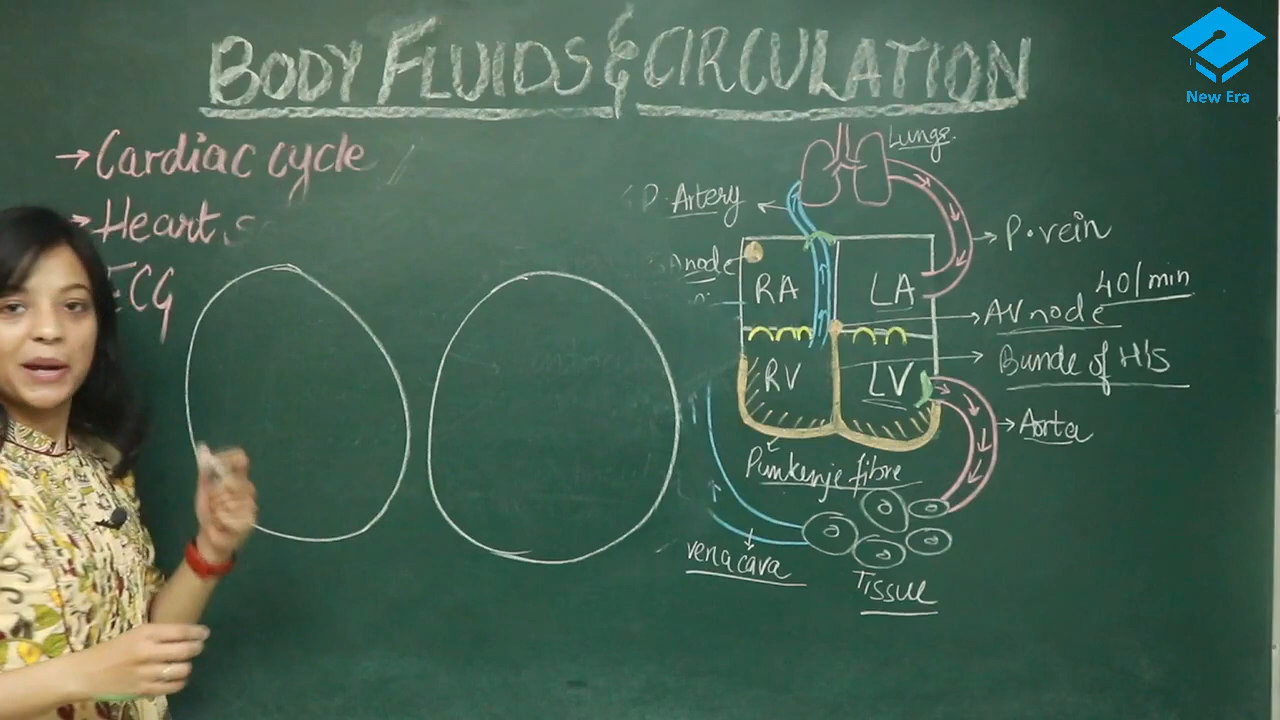 BODY FLUIDS & CIRCULATION
New Era
→ Cardiac cycle
→ Heart s
ECG
Lungs
P. Artery
P. vein
node
RA
LA
40/min
AV node
RV
LV
Bunde of HIS
Aorta
Purkenje fibre
vena cava
Tissue